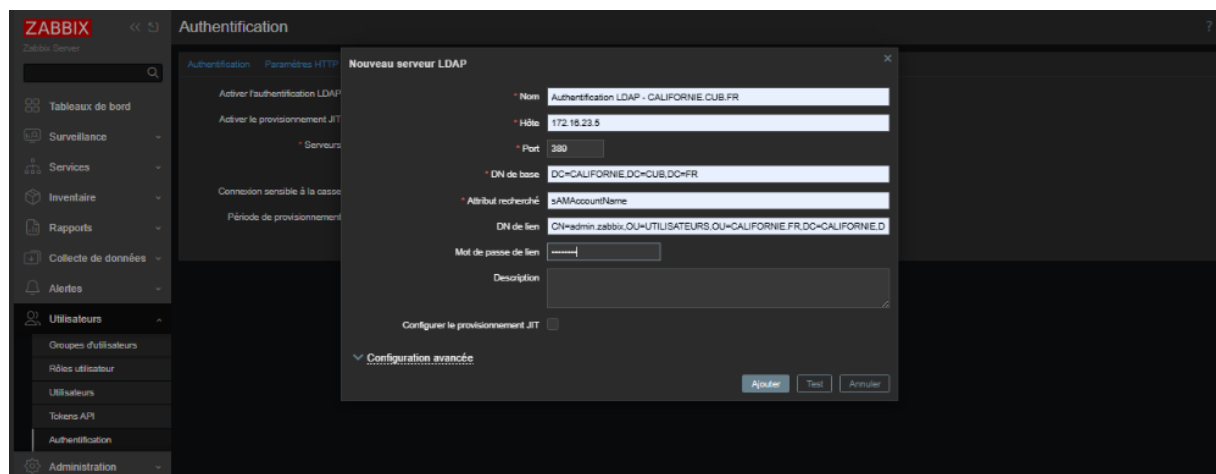 ZABBIX
Authentification
?
Zabbix Server
Authentification Paramètres HTTP
Nouveau serveur LDAP
Activer l'authentification LDAP
* Nom Authentification LDAP - CALIFORNIE.CUB.FR
Tableaux de bord
Activer le provisionnement JIT
* Hôte 172.16.23.5
Surveillance
* Serveurs
* Port 389
Services
* DN de base DC=CALIFORNIE,DC=CUB,DC=FR
Connexion sensible à la casse
Inventaire
* Attribut recherché sAMAccountName
Période de provisionnement
Rapports
DN de lien CN=admin.zabbix,OU=UTILISATEURS,OU=CALIFORNIE.FR,DC=CALIFORNIE,D
Collecte de données
Mot de passe de lien ••••••••
Alertes
Description
Utilisateurs
Configurer le provisionnement JIT
Groupes d'utilisateurs
Configuration avancée
Rôles utilisateur
Ajouter Test Annuler
Utilisateurs
Tokens API
Authentification
Administration